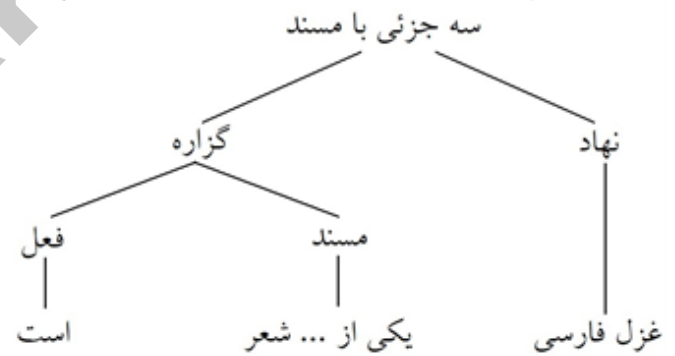 سه جزئی با مسند
نهاد گزاره
مسند فعل
غزل فارسی یکی از ... شعر است